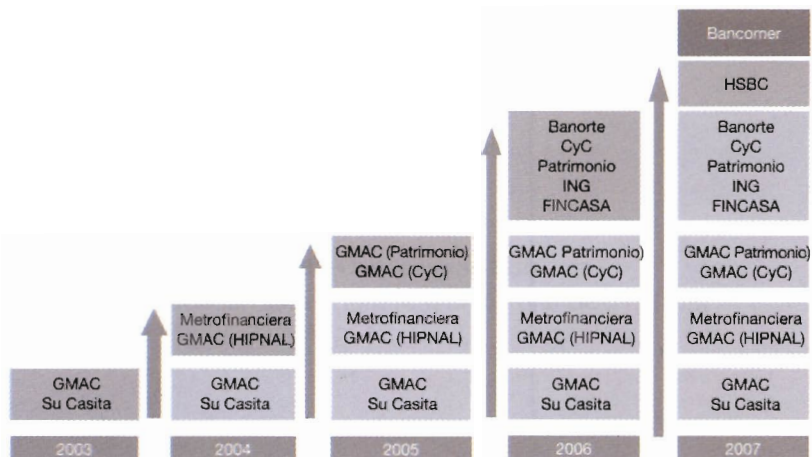 GMAC
Su Casita
2003
Metrofinanciera
GMAC (HIPNAL)
GMAC
Su Casita
2004
GMAC (Patrimonio)
GMAC (CyC)
Metrofinanciera
GMAC (HIPNAL)
GMAC
Su Casita
2005
Banorte
CyC
Patrimonio
ING
FINCASA
GMAC Patrimonio)
GMAC (CyC)
Metrofinanciera
GMAC (HIPNAL)
GMAC
Su Casita
2006
Bancomer
HSBC
Banorte
CyC
Patrimonio
ING
FINCASA
GMAC Patrimonio)
GMAC (CyC)
Metrofinanciera
GMAC (HIPNAL)
GMAC
Su Casita
2007